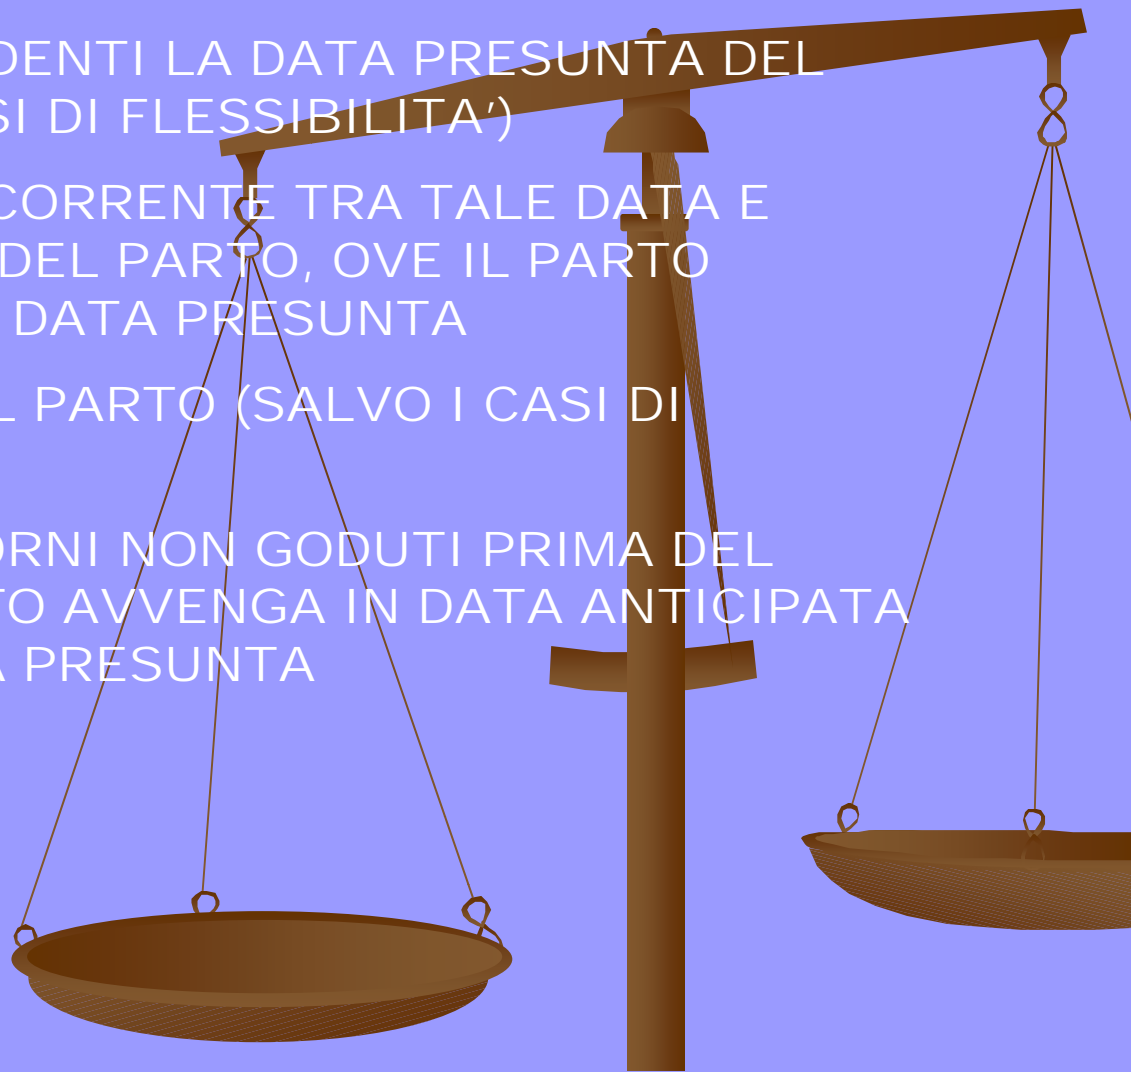 DENTI LA DATA PRESUNTA DEL
SI DI FLESSIBILITA’)
CORRENTE TRA TALE DATA E
DEL PARTO, OVE IL PARTO
DATA PRESUNTA
L PARTO (SALVO I CASI DI
ORNI NON GODUTI PRIMA DEL
TO AVVENGA IN DATA ANTICIPATA
A PRESUNTA